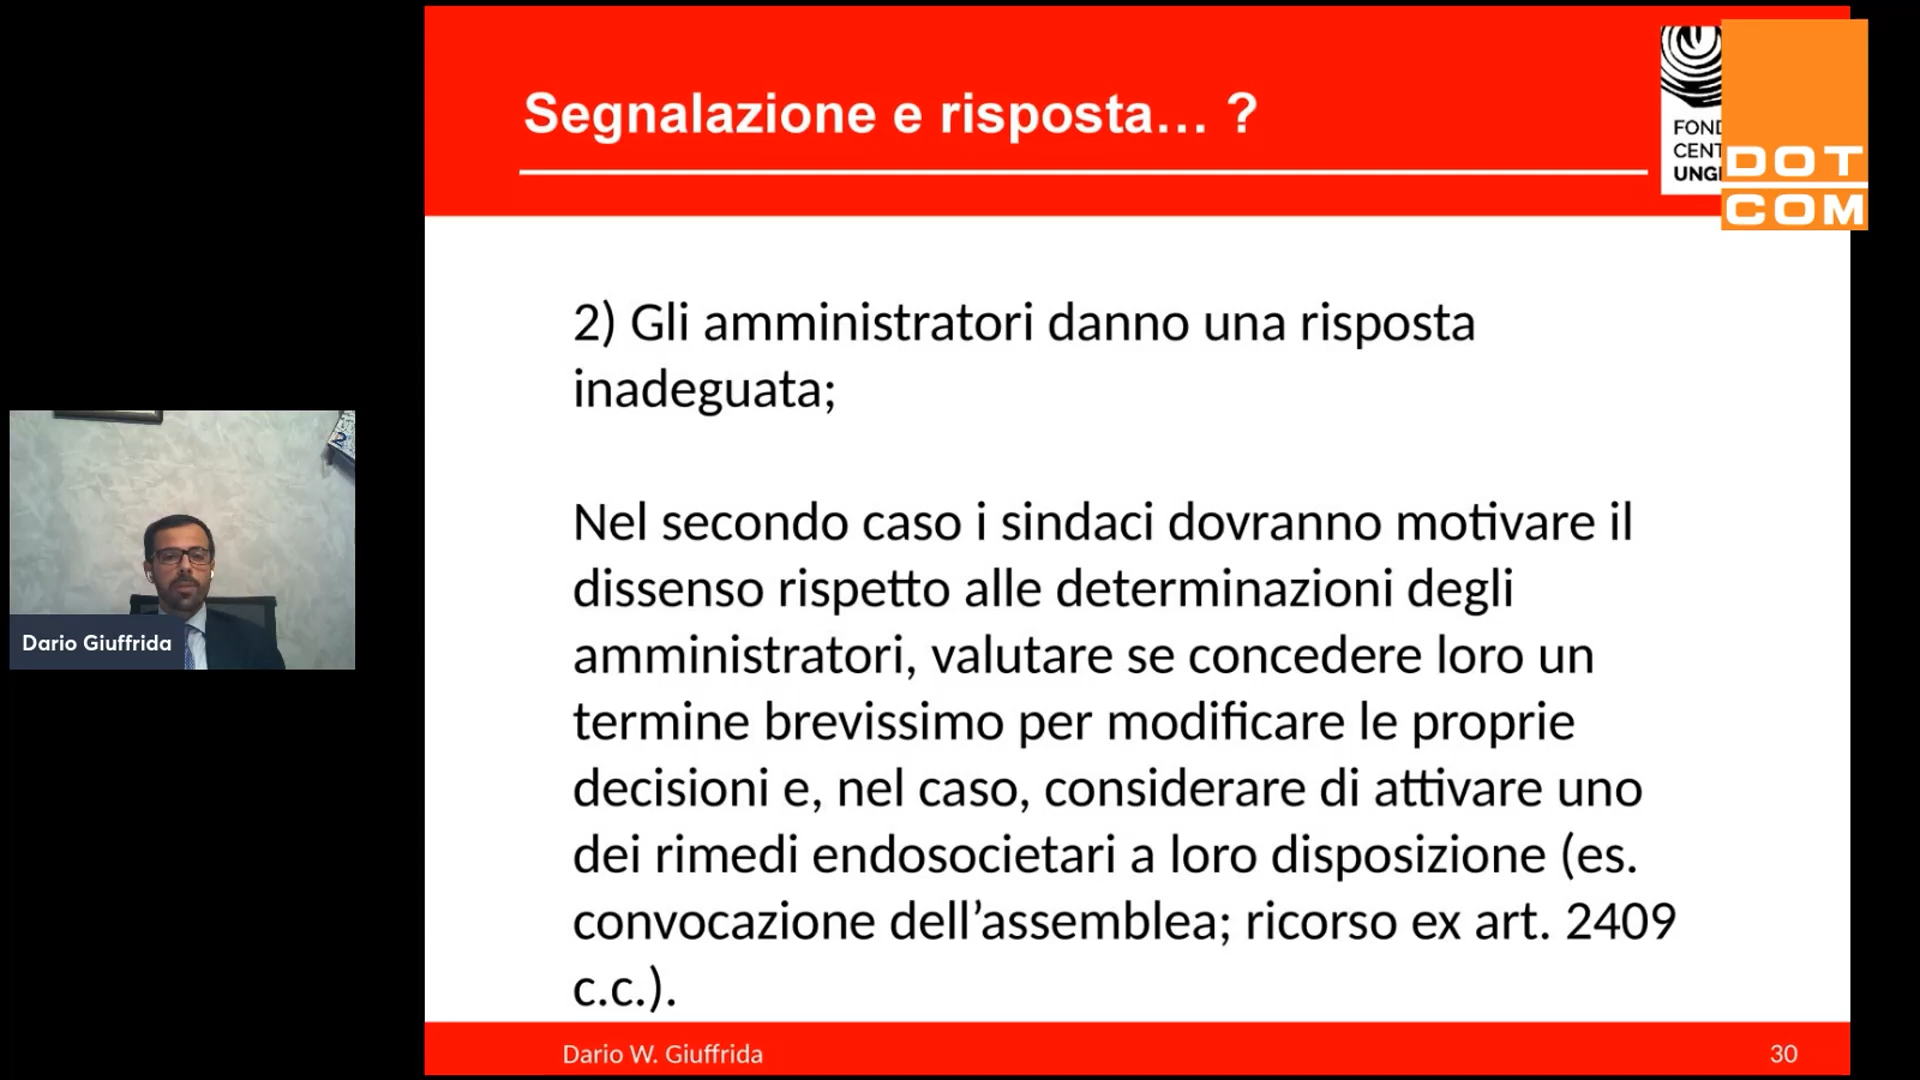 Segnalazione e risposta… ?
FOND
CENT
UNG
DOT
COM
2) Gli amministratori danno una risposta
inadeguata;
Nel secondo caso i sindaci dovranno motivare il
dissenso rispetto alle determinazioni degli
amministratori, valutare se concedere loro un
termine brevissimo per modificare le proprie
decisioni e, nel caso, considerare di attivare uno
dei rimedi endosocietari a loro disposizione (es.
convocazione dell’assemblea; ricorso ex art. 2409
c.c.).
Dario Giuffrida
Dario W. Giuffrida
30